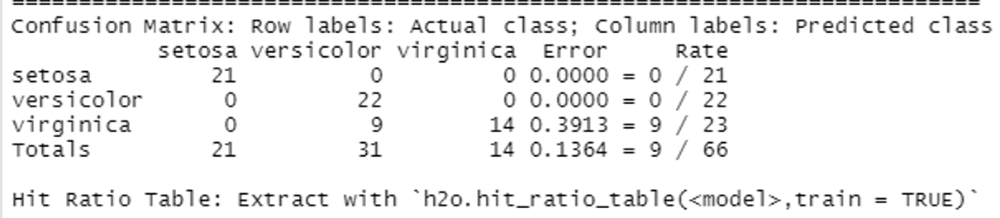 Confusion Matrix: Row labels: Actual class; Column labels: Predicted class
setosa versicolor virginica Error Rate
setosa 21 0 0 0.0000 = 0 / 21
versicolor 0 22 0 0.0000 = 0 / 22
virginica 0 9 14 0.3913 = 9 / 23
Totals 21 31 14 0.1364 = 9 / 66
Hit Ratio Table: Extract with `h2o.hit_ratio_table(<model>,train = TRUE)`